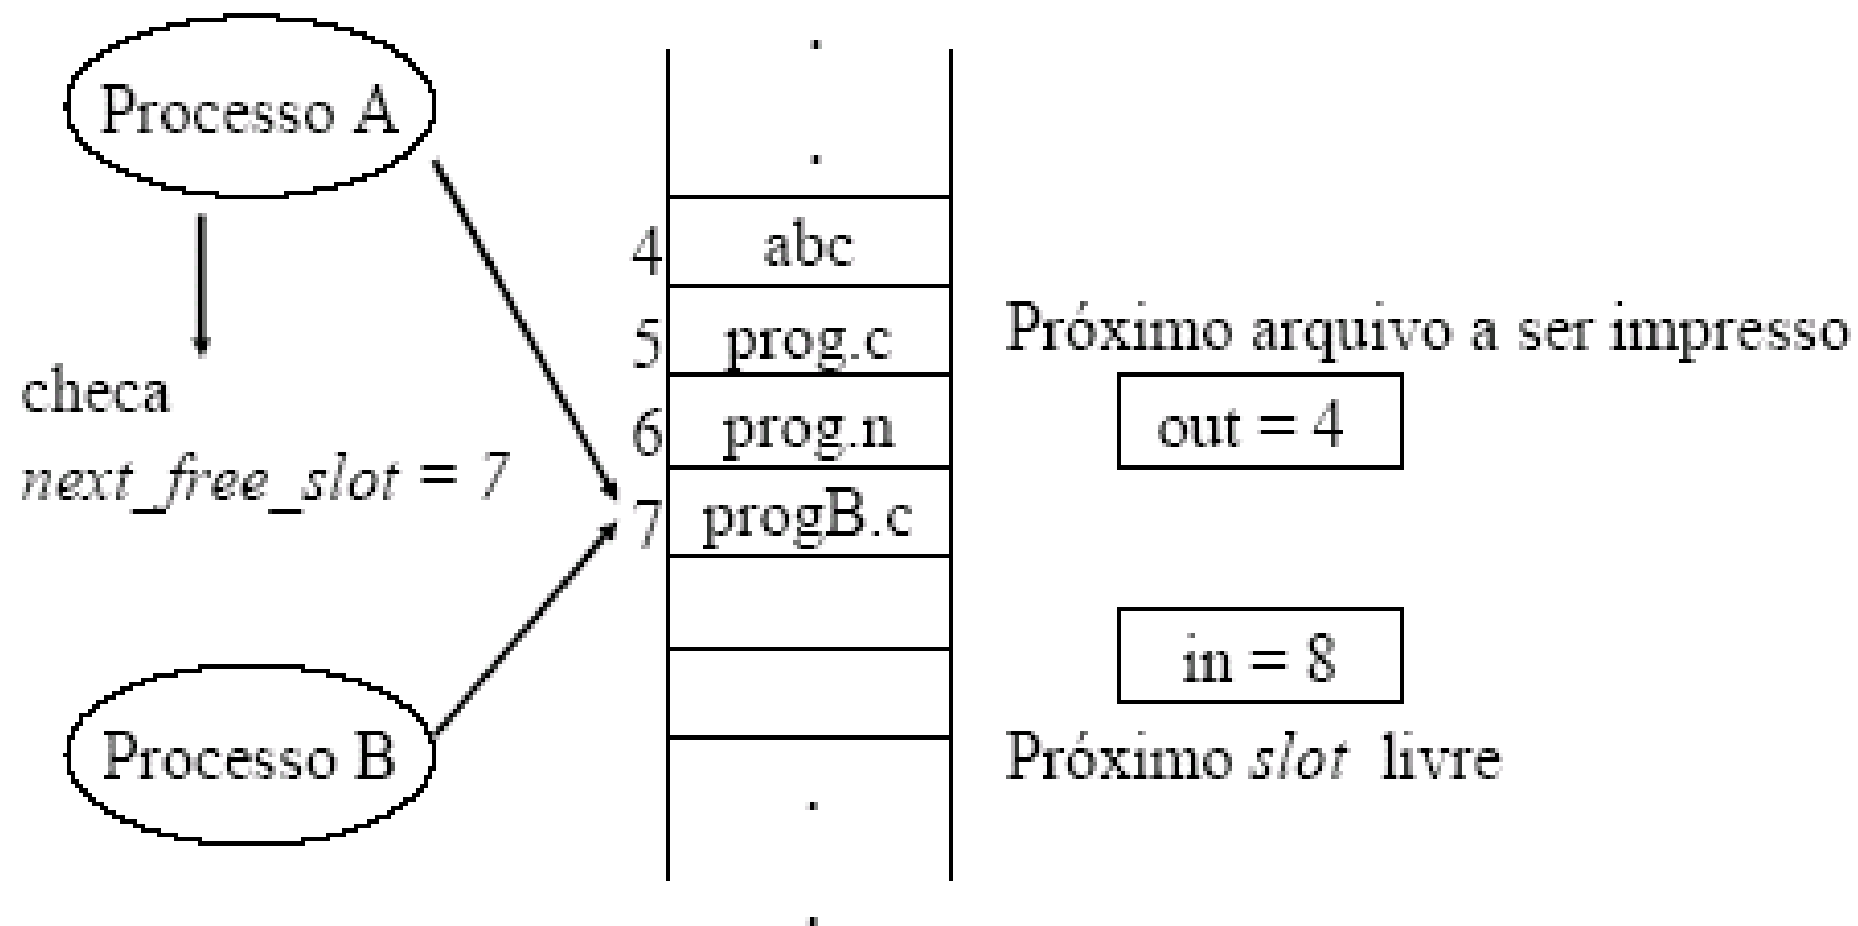 Processo A
checa
next_free_slot = 7
Processo B
4 abc
5 prog.c
6 prog.n
7 progB.c
Próximo arquivo a ser impresso
out = 4
in = 8
Próximo slot livre